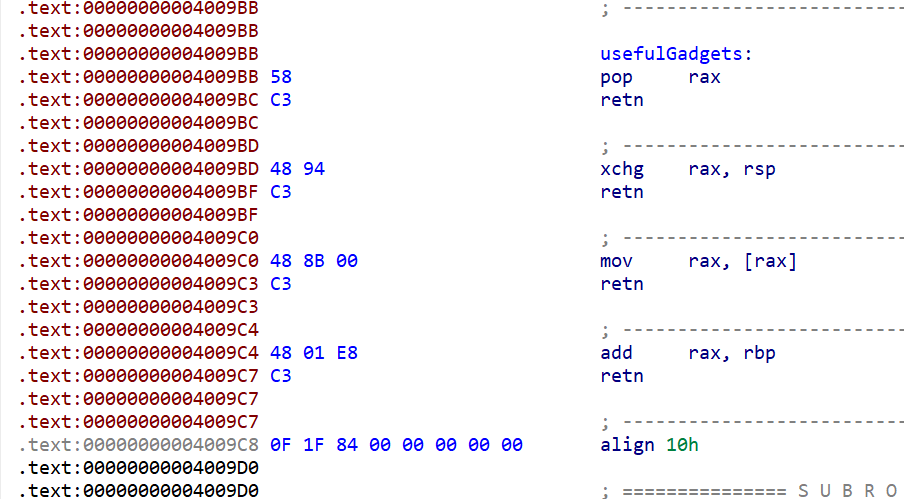 .text:00000000004009BB ; ---------------------------
.text:00000000004009BB
.text:00000000004009BB usefulGadgets:
.text:00000000004009BB 58 pop rax
.text:00000000004009BC C3 retn
.text:00000000004009BC
.text:00000000004009BD ; ---------------------------
.text:00000000004009BD 48 94 xchg rax, rsp
.text:00000000004009BF C3 retn
.text:00000000004009BF
.text:00000000004009C0 ; ---------------------------
.text:00000000004009C0 48 8B 00 mov rax, [rax]
.text:00000000004009C3 C3 retn
.text:00000000004009C3
.text:00000000004009C4 ; ---------------------------
.text:00000000004009C4 48 01 E8 add rax, rbp
.text:00000000004009C7 C3 retn
.text:00000000004009C7
.text:00000000004009C7 ; ---------------------------
.text:00000000004009C8 0F 1F 84 00 00 00 00 00 align 10h
.text:00000000004009D0
.text:00000000004009D0 ; =============== S U B R O